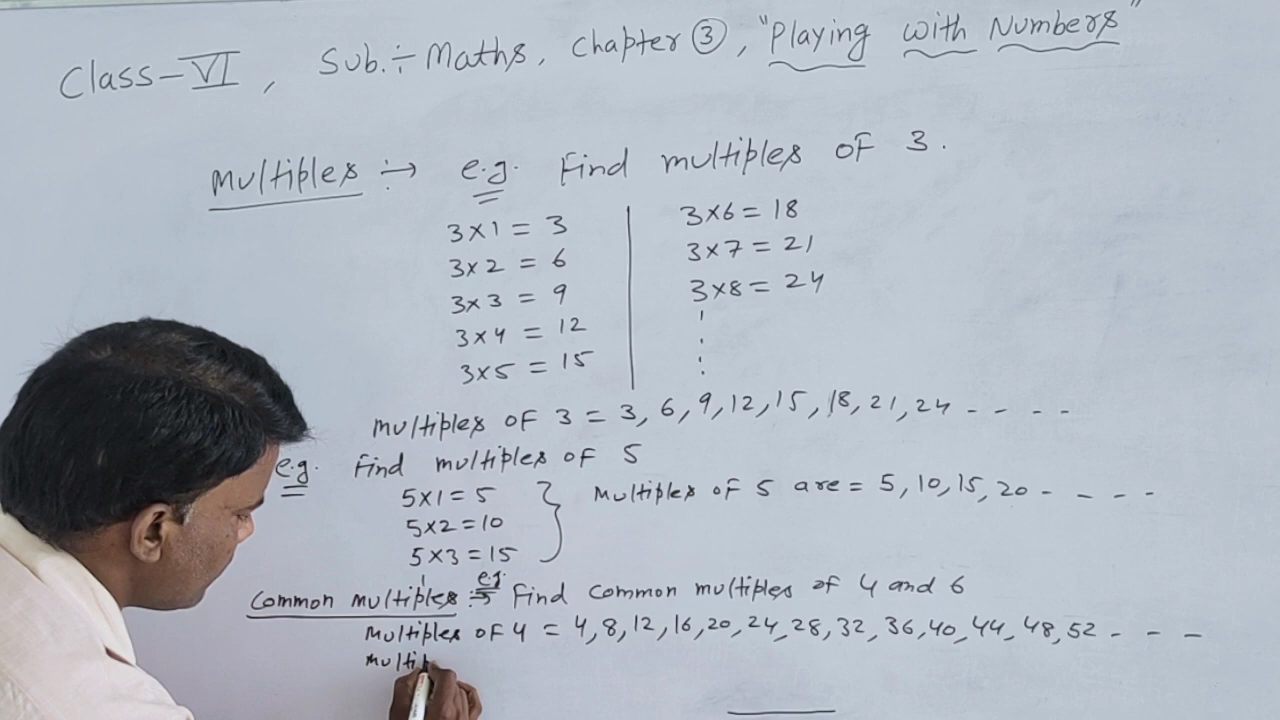 Class-VI, Sub.÷Maths, Chapter ③, "Playing with Numbers"
Multiples :→ e.g. Find multiples of 3.
3×1 = 3
3×2 = 6
3×3 = 9
3×4 = 12
3×5 = 15
3×6 = 18
3×7 = 21
3×8 = 24
Multiples of 3 = 3, 6, 9, 12, 15, 18, 21, 24 - - - -
e.g. Find multiples of 5
5×1 = 5
5×2 = 10
5×3 = 15
Multiples of 5 are = 5, 10, 15, 20 - - - -
Common multiples :→ e.g. Find Common multiples of 4 and 6
Multiples of 4 = 4, 8, 12, 16, 20, 24, 28, 32, 36, 40, 44, 48, 52 - - -
Multip